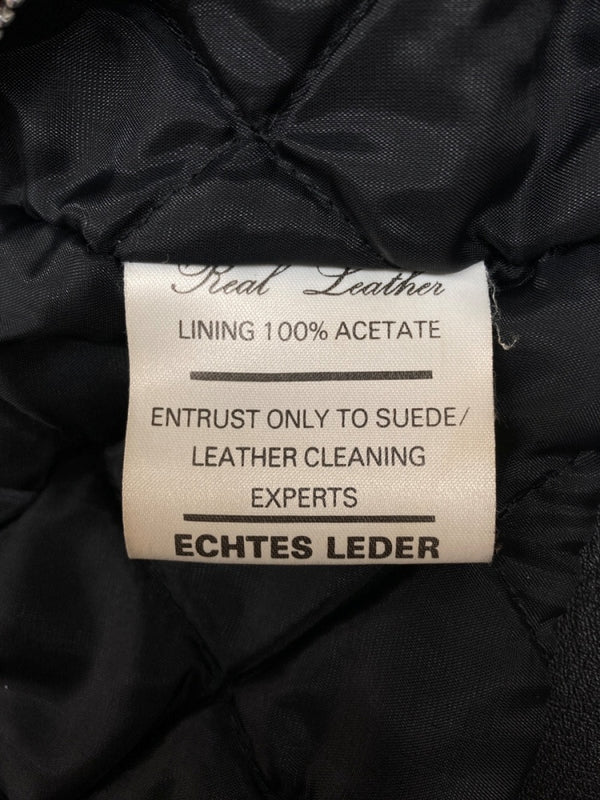 Real Leather
LINING 100% ACETATE
ENTRUST ONLY TO SUEDE/
LEATHER CLEANING
EXPERTS
ECHTES LEDER